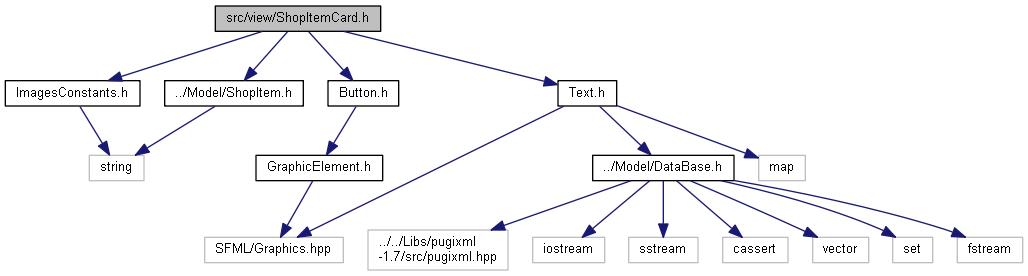 src/view/ShopItemCard.h
ImagesConstants.h
../Model/ShopItem.h
Button.h
Text.h
string
GraphicElement.h
../Model/DataBase.h
map
SFML/Graphics.hpp
../../Libs/pugixml
-1.7/src/pugixml.hpp
iostream
sstream
cassert
vector
set
fstream